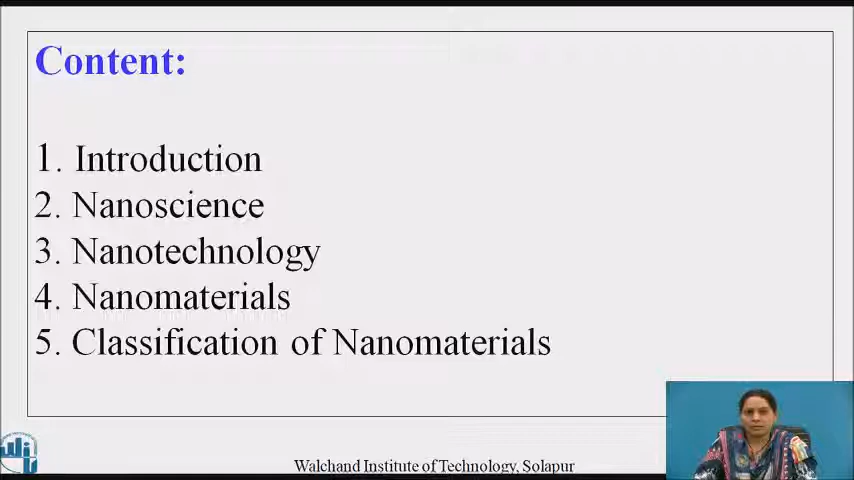 Content:
1. Introduction
2. Nanoscience
3. Nanotechnology
4. Nanomaterials
5. Classification of Nanomaterials
Walchand Institute of Technology, Solapur